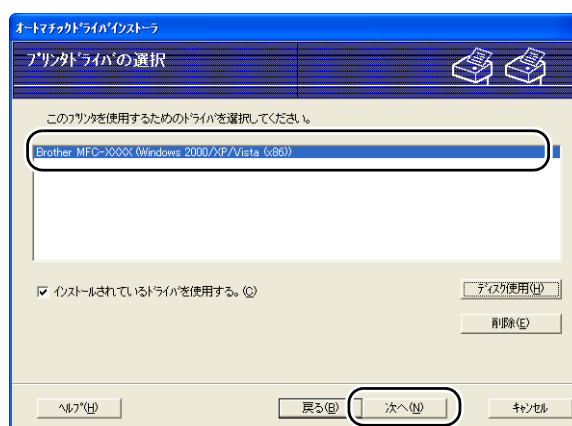 オートマチックドライバインストーラ
プリンタドライバの選択
このプリンタを使用するためのドライバを選択してください。
Brother MFC-XXXX (Windows 2000/XP/Vista (x86))
インストールされているドライバを使用する。(C)
ディスク使用(H)
削除(E)
ヘルプ(H)
戻る(B)
次へ(N)
キャンセル